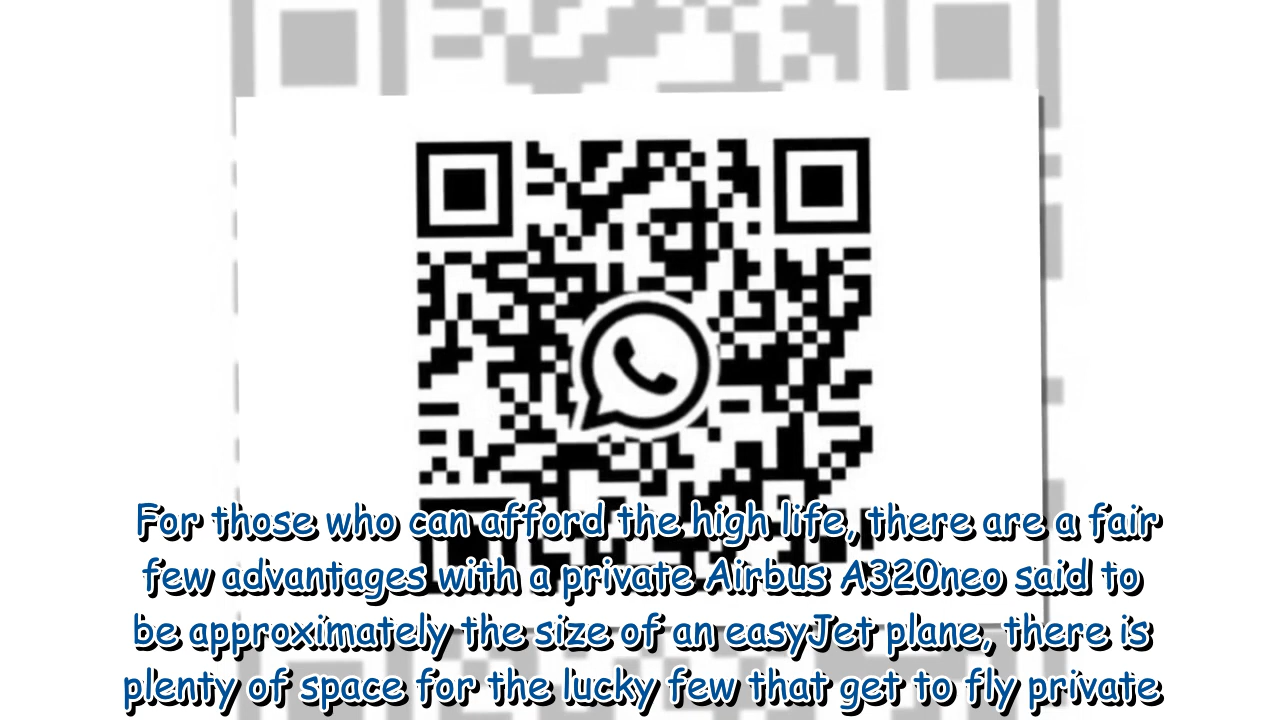 For those who can afford the high life, there are a fair
few advantages with a private Airbus A320neo said to
be approximately the size of an easyJet plane, there is
plenty of space for the lucky few that get to fly private